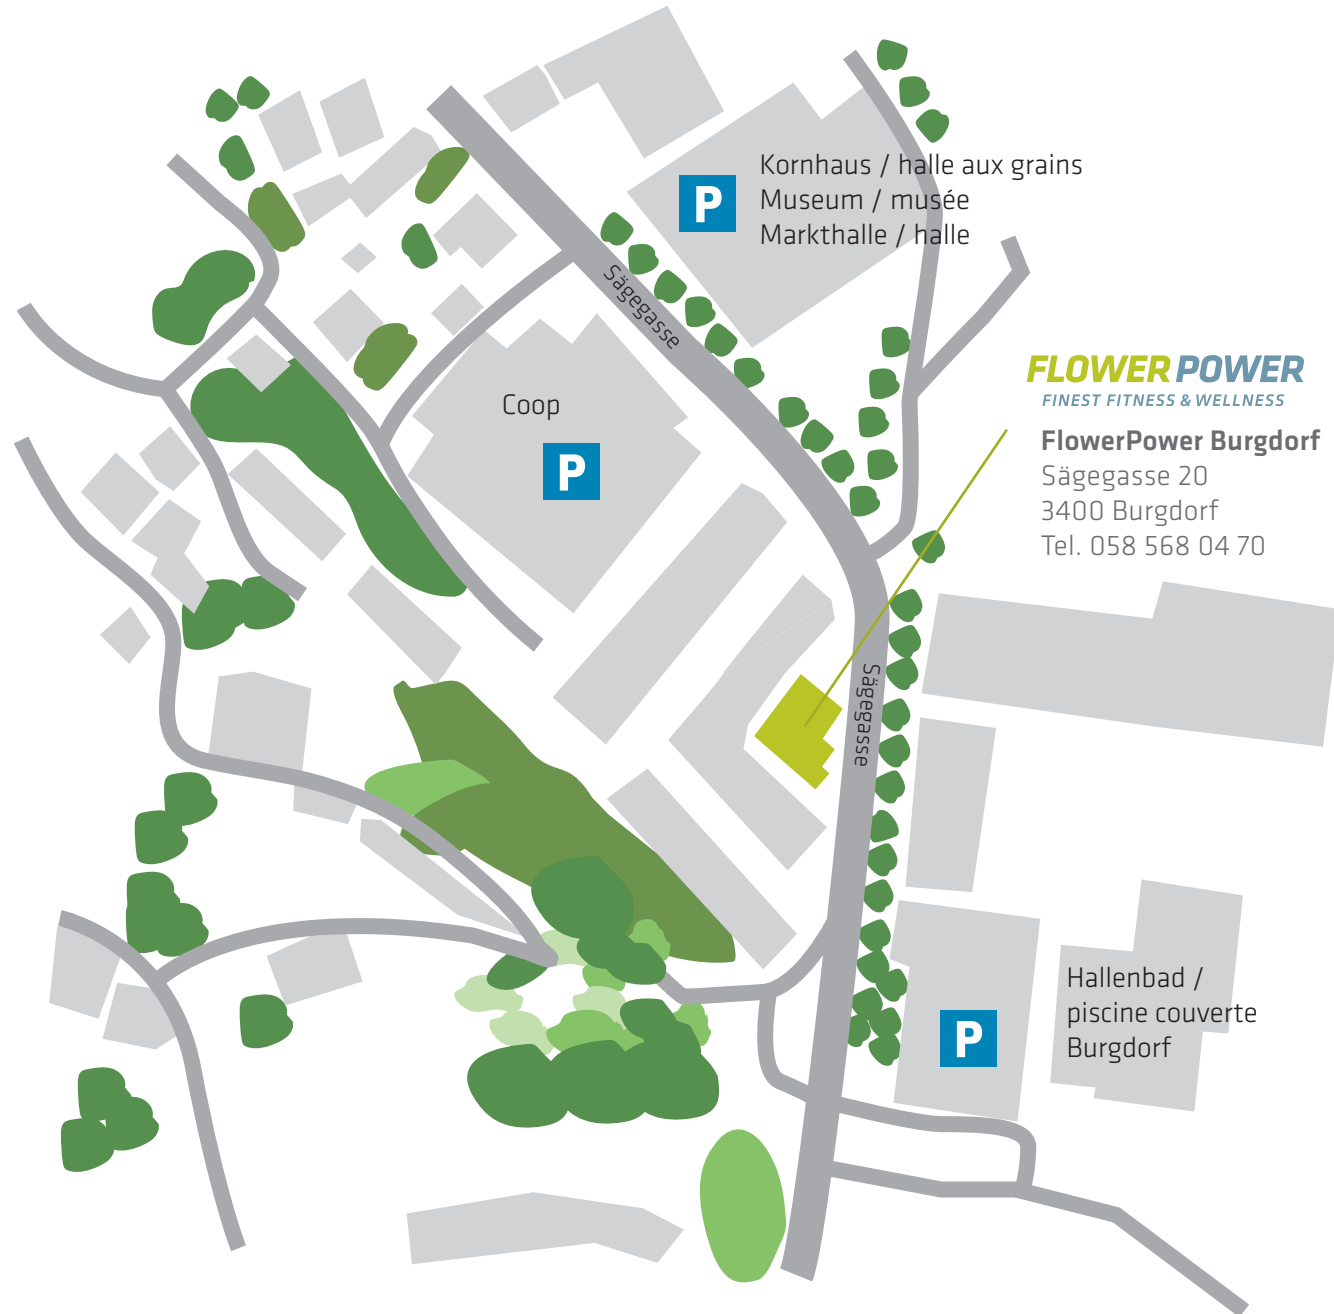 P
Kornhaus / halle aux grains
Museum / musée
Markthalle / halle
Sägegasse
FLOWER POWER
FINEST FITNESS & WELLNESS
Coop
P
FlowerPower Burgdorf
Sägegasse 20
3400 Burgdorf
Tel. 058 568 04 70
Sägegasse
Hallenbad /
piscine couverte
Burgdorf
P